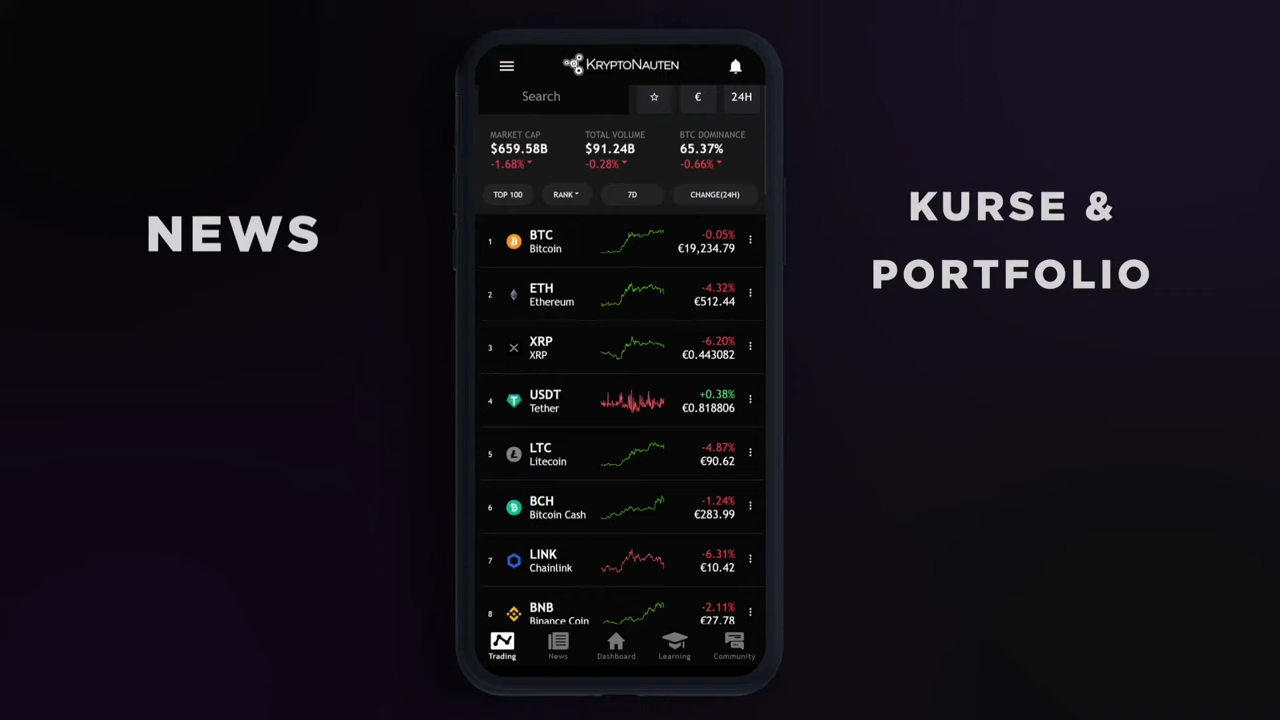 NEWS
KURSE &
PORTFOLIO
KRYPTONAUTEN
Search € 24H
MARKET CAP TOTAL VOLUME BTC DOMINANCE
$659.58B $91.24B 65.37%
-1.68% -0.28% -0.66%
TOP 100 RANK 7D CHANGE(24H)
1 BTC -0.05%
Bitcoin €19,234.79
2 ETH -4.32%
Ethereum €512.44
3 XRP -6.20%
XRP €0.443082
4 USDT +0.38%
Tether €0.818806
5 LTC -4.87%
Litecoin €90.62
6 BCH -1.24%
Bitcoin Cash €283.99
7 LINK -6.31%
Chainlink €10.42
8 BNB -2.11%
Binance Coin €27.78
Trading News Dashboard Learning Community